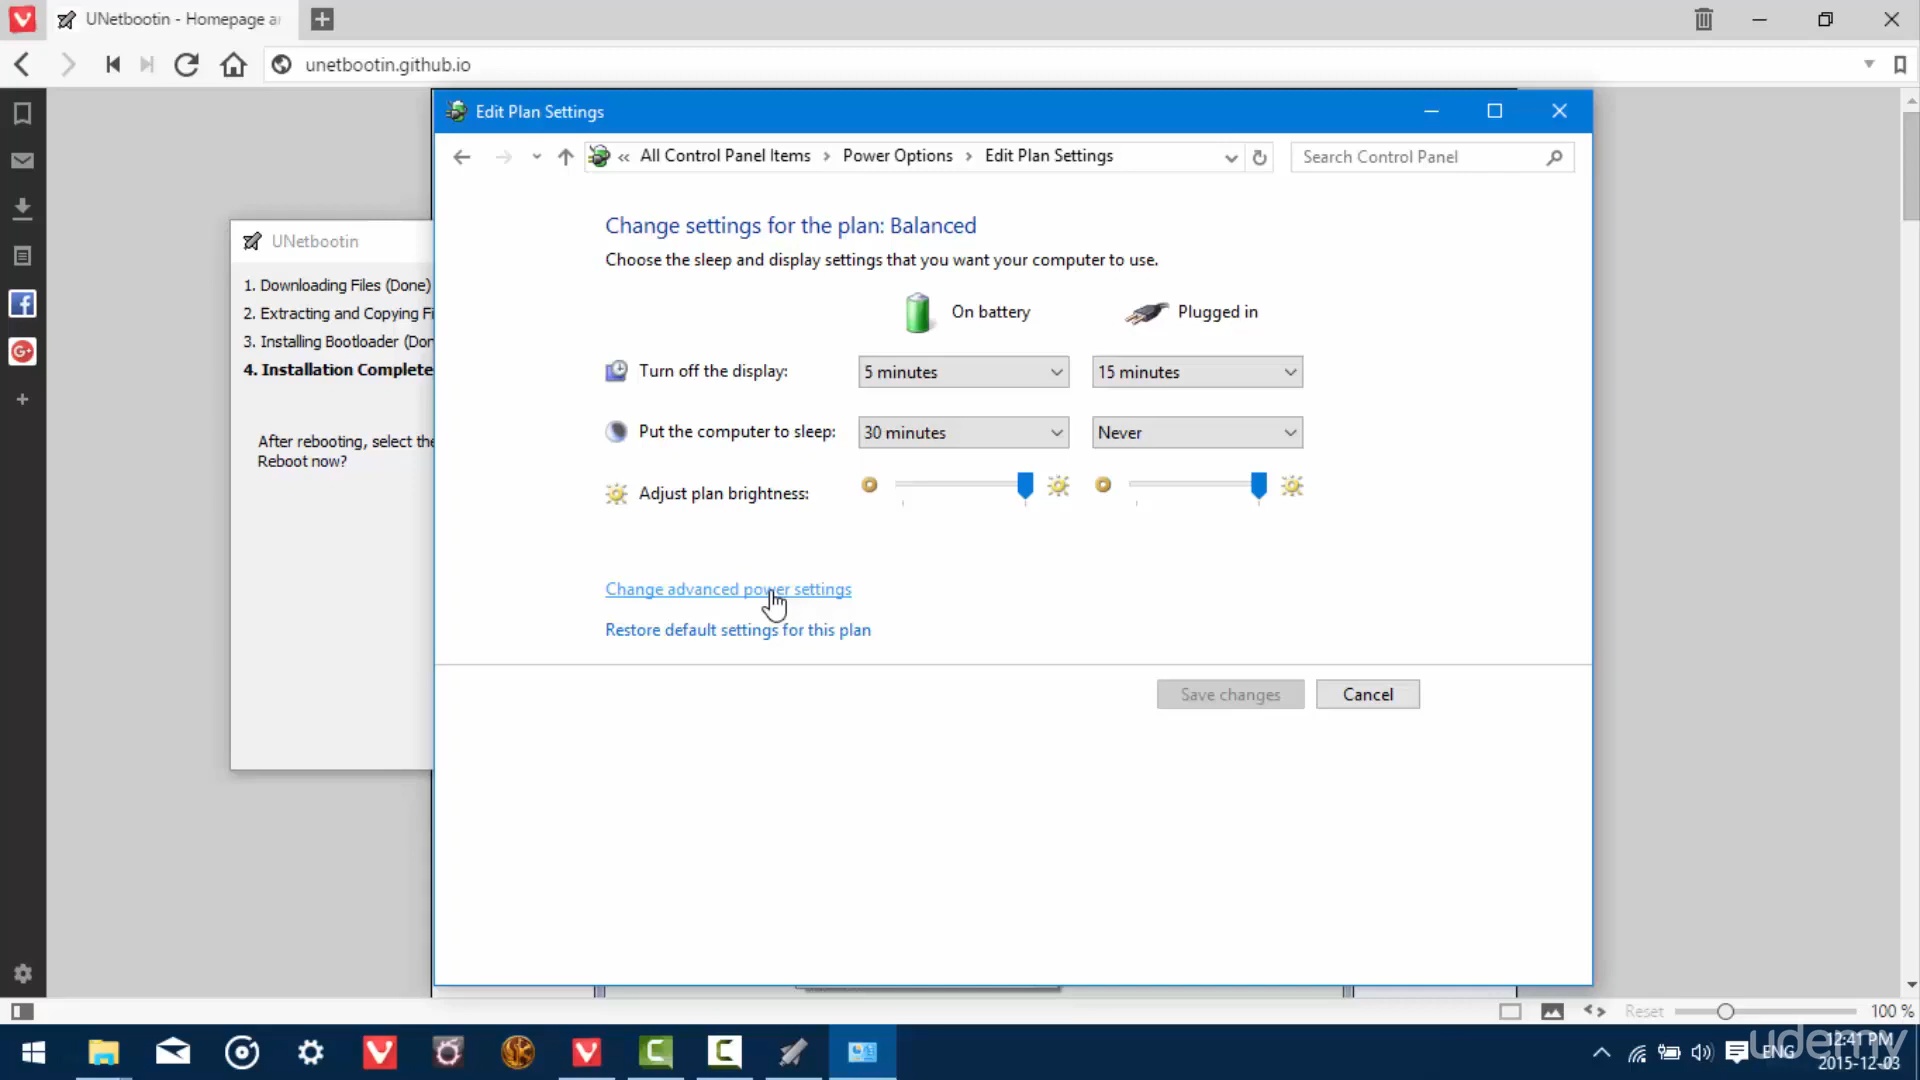 UNetbootin - Homepage a
unetbootin.github.io
Edit Plan Settings
« All Control Panel Items › Power Options › Edit Plan Settings
Search Control Panel
UNetbootin
1. Downloading Files (Done)
2. Extracting and Copying Fi
3. Installing Bootloader (Don
4. Installation Complete
After rebooting, select the
Reboot now?
Change settings for the plan: Balanced
Choose the sleep and display settings that you want your computer to use.
On battery
Plugged in
Turn off the display:
5 minutes
15 minutes
Put the computer to sleep:
30 minutes
Never
Adjust plan brightness:
Change advanced power settings
Restore default settings for this plan
Save changes
Cancel
Reset
100 %
ENG
12:41 PM
2015-12-03
udemy